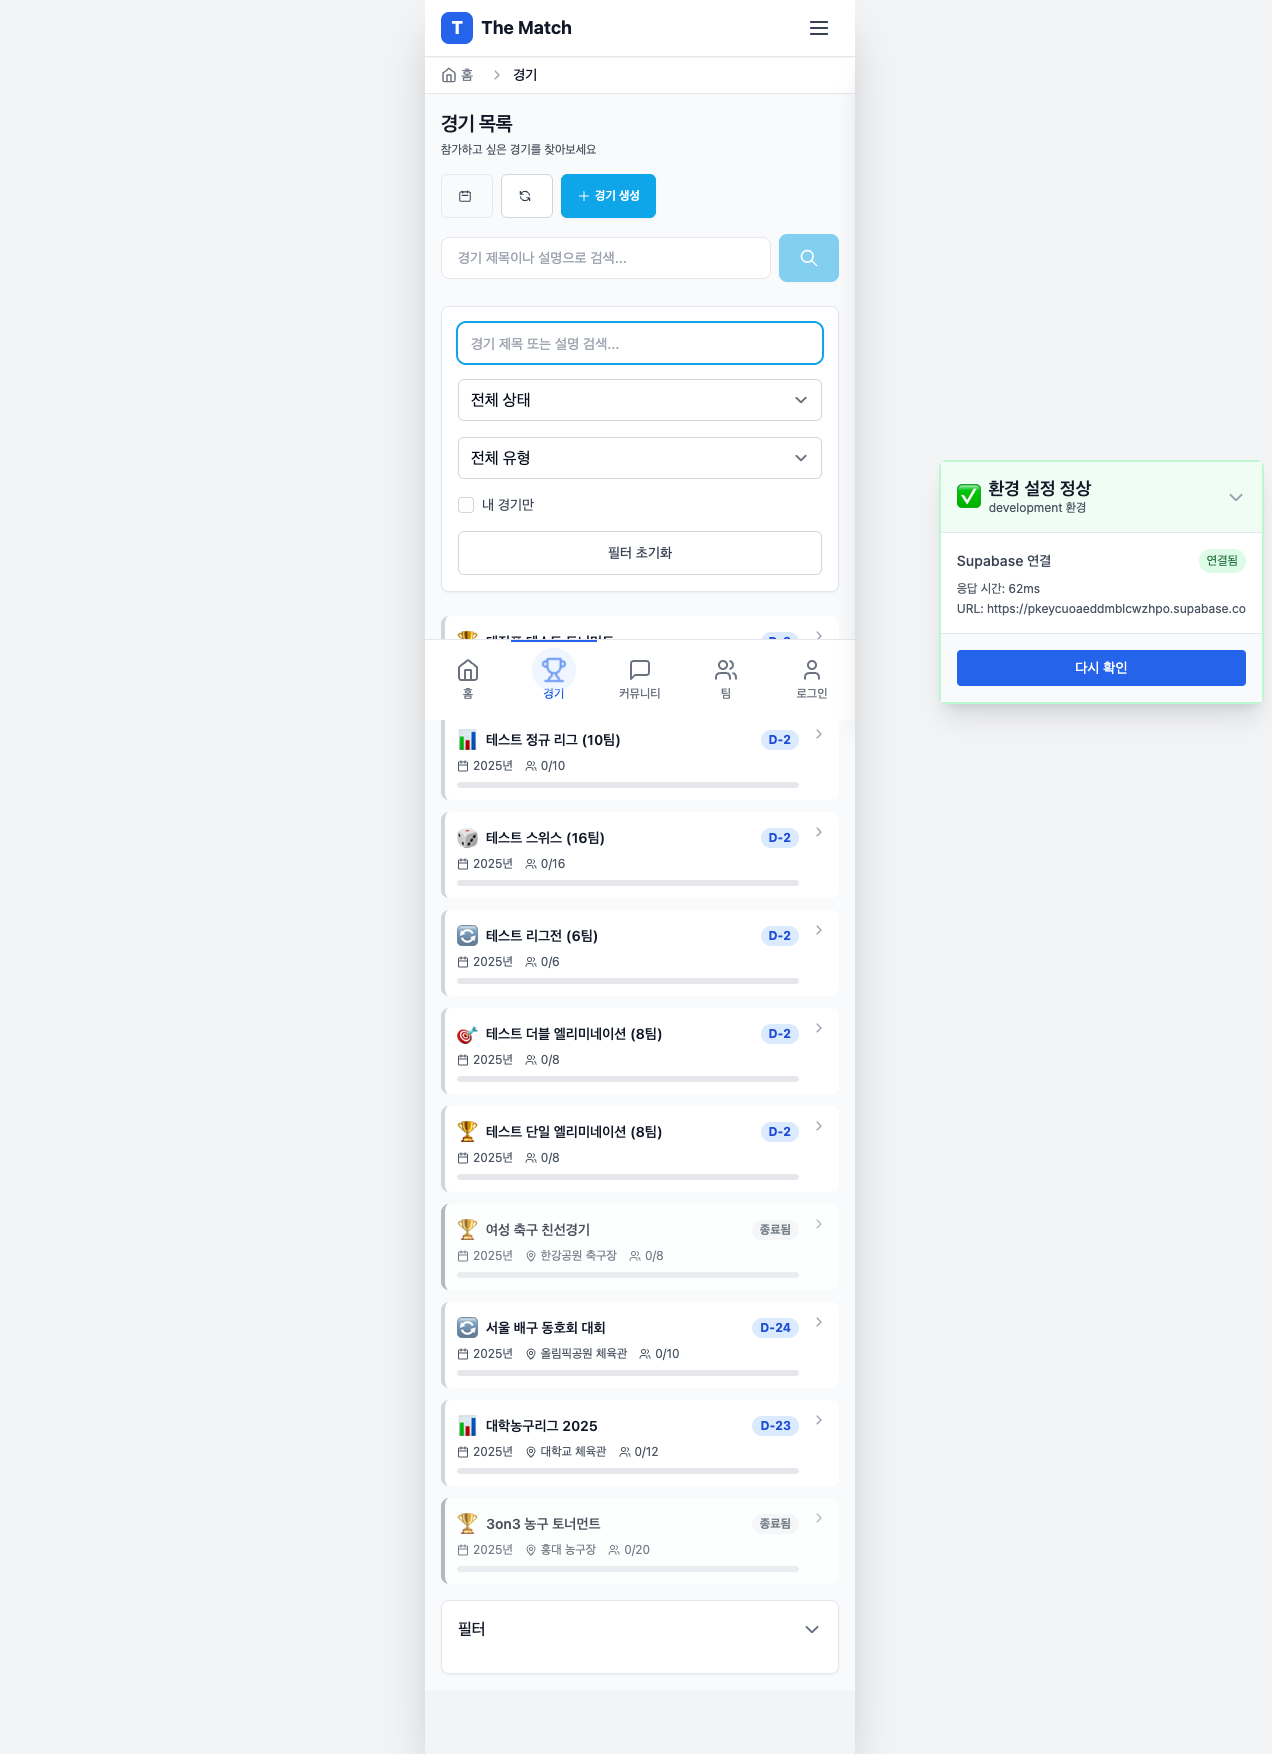 T The Match
홈 > 경기
경기 목록
참가하고 싶은 경기를 찾아보세요
+ 경기 생성
경기 제목이나 설명으로 검색...
경기 제목 또는 설명 검색...
전체 상태
전체 유형
내 경기만
필터 초기화
홈
경기
커뮤니티
팀
로그인
테스트 정규 리그 (10팀) D-2
2025년 0/10
테스트 스위스 (16팀) D-2
2025년 0/16
테스트 리그전 (6팀) D-2
2025년 0/6
테스트 더블 엘리미네이션 (8팀) D-2
2025년 0/8
테스트 단일 엘리미네이션 (8팀) D-2
2025년 0/8
여성 축구 친선경기 종료됨
2025년 한강공원 축구장 0/8
서울 배구 동호회 대회 D-24
2025년 올림픽공원 체육관 0/10
대학농구리그 2025 D-23
2025년 대학교 체육관 0/12
3on3 농구 토너먼트 종료됨
2025년 홍대 농구장 0/20
필터
환경 설정 정상
development 환경
Supabase 연결 연결됨
응답 시간: 62ms
URL: https://pkeycuoaeddmblcwzhpo.supabase.co
다시 확인